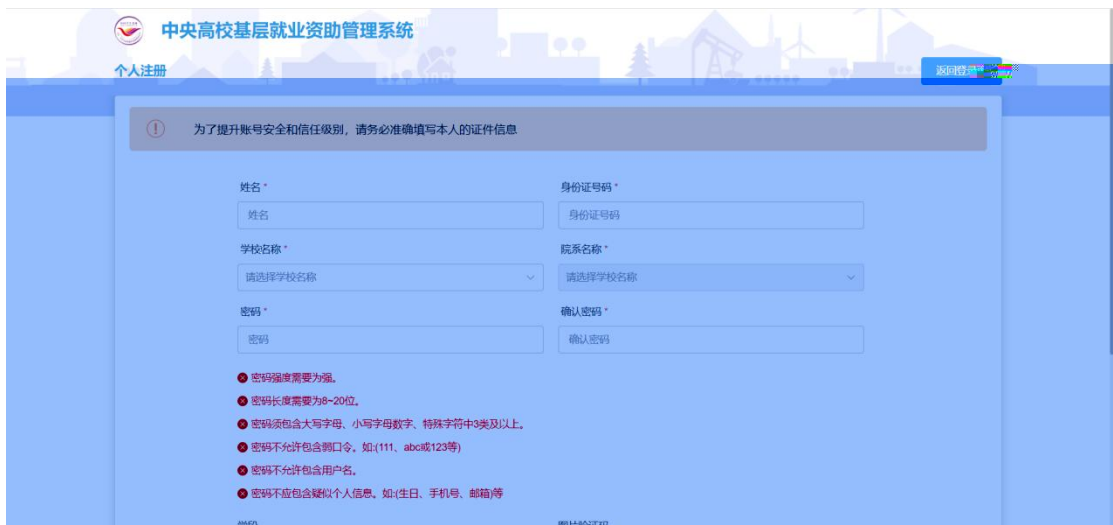 中央高校基层就业资助管理系统
个人注册
返回登
为了提升账号安全和信任级别，请务必准确填写本人的证件信息
姓名 * 身份证号码 *
姓名 身份证号码
学校名称 * 院系名称 *
请选择学校名称 请选择学校名称
密码 * 确认密码 *
密码 确认密码
密码强度需要为强。
密码长度需要为8~20位。
密码须包含大写字母、小写字母数字、特殊字符中3类及以上。
密码不允许包含弱口令。如:(111、abc或123等)
密码不允许包含用户名。
密码不应包含疑似个人信息。如:(生日、手机号、邮箱)等